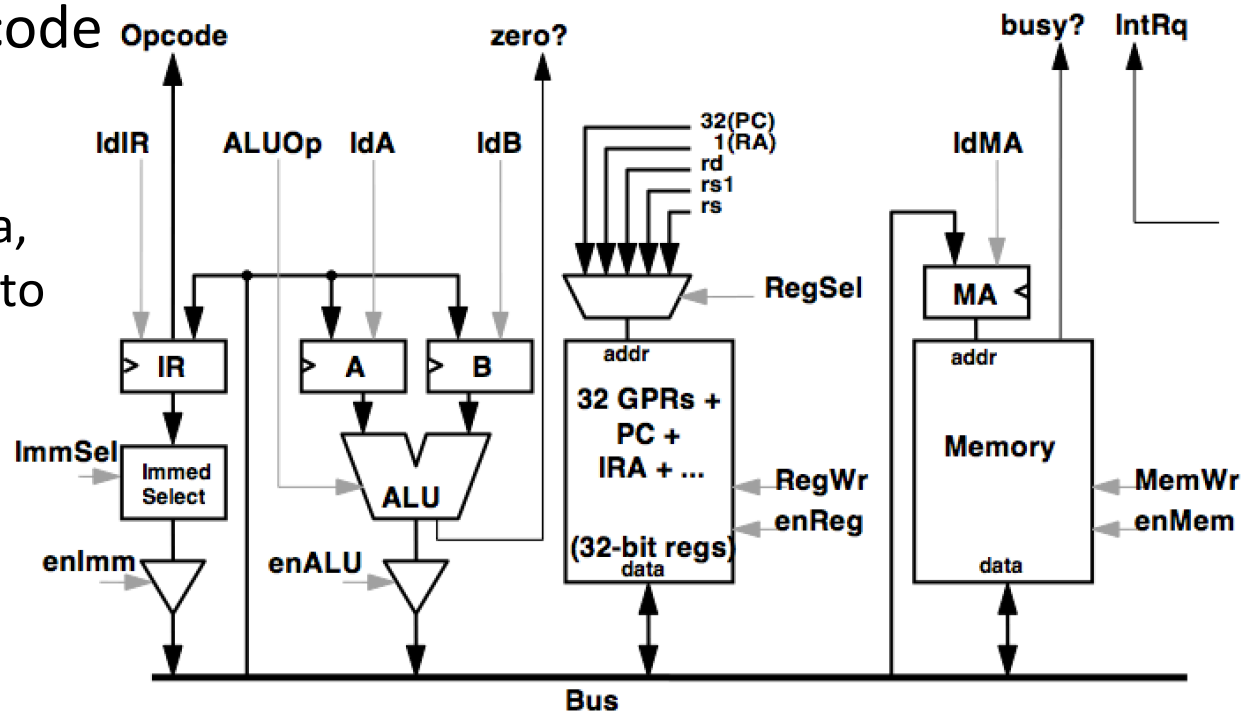 code
Opcode
zero?
busy?
IntRq
ldIR
ALUOp
ldA
ldB
32(PC)
1(RA)
rd
rs1
rs
ldMA
a,
to
RegSel
MA
IR
A
B
addr
addr
32 GPRs +
PC +
IRA + ...
Memory
ImmSel
Immed
Select
ALU
RegWr
MemWr
enReg
enMem
enImm
enALU
(32-bit regs)
data
data
Bus